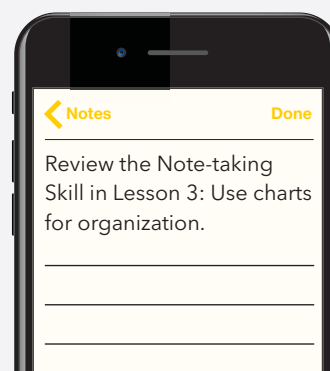 Notes
Done
Review the Note-taking
Skill in Lesson 3: Use charts
for organization.